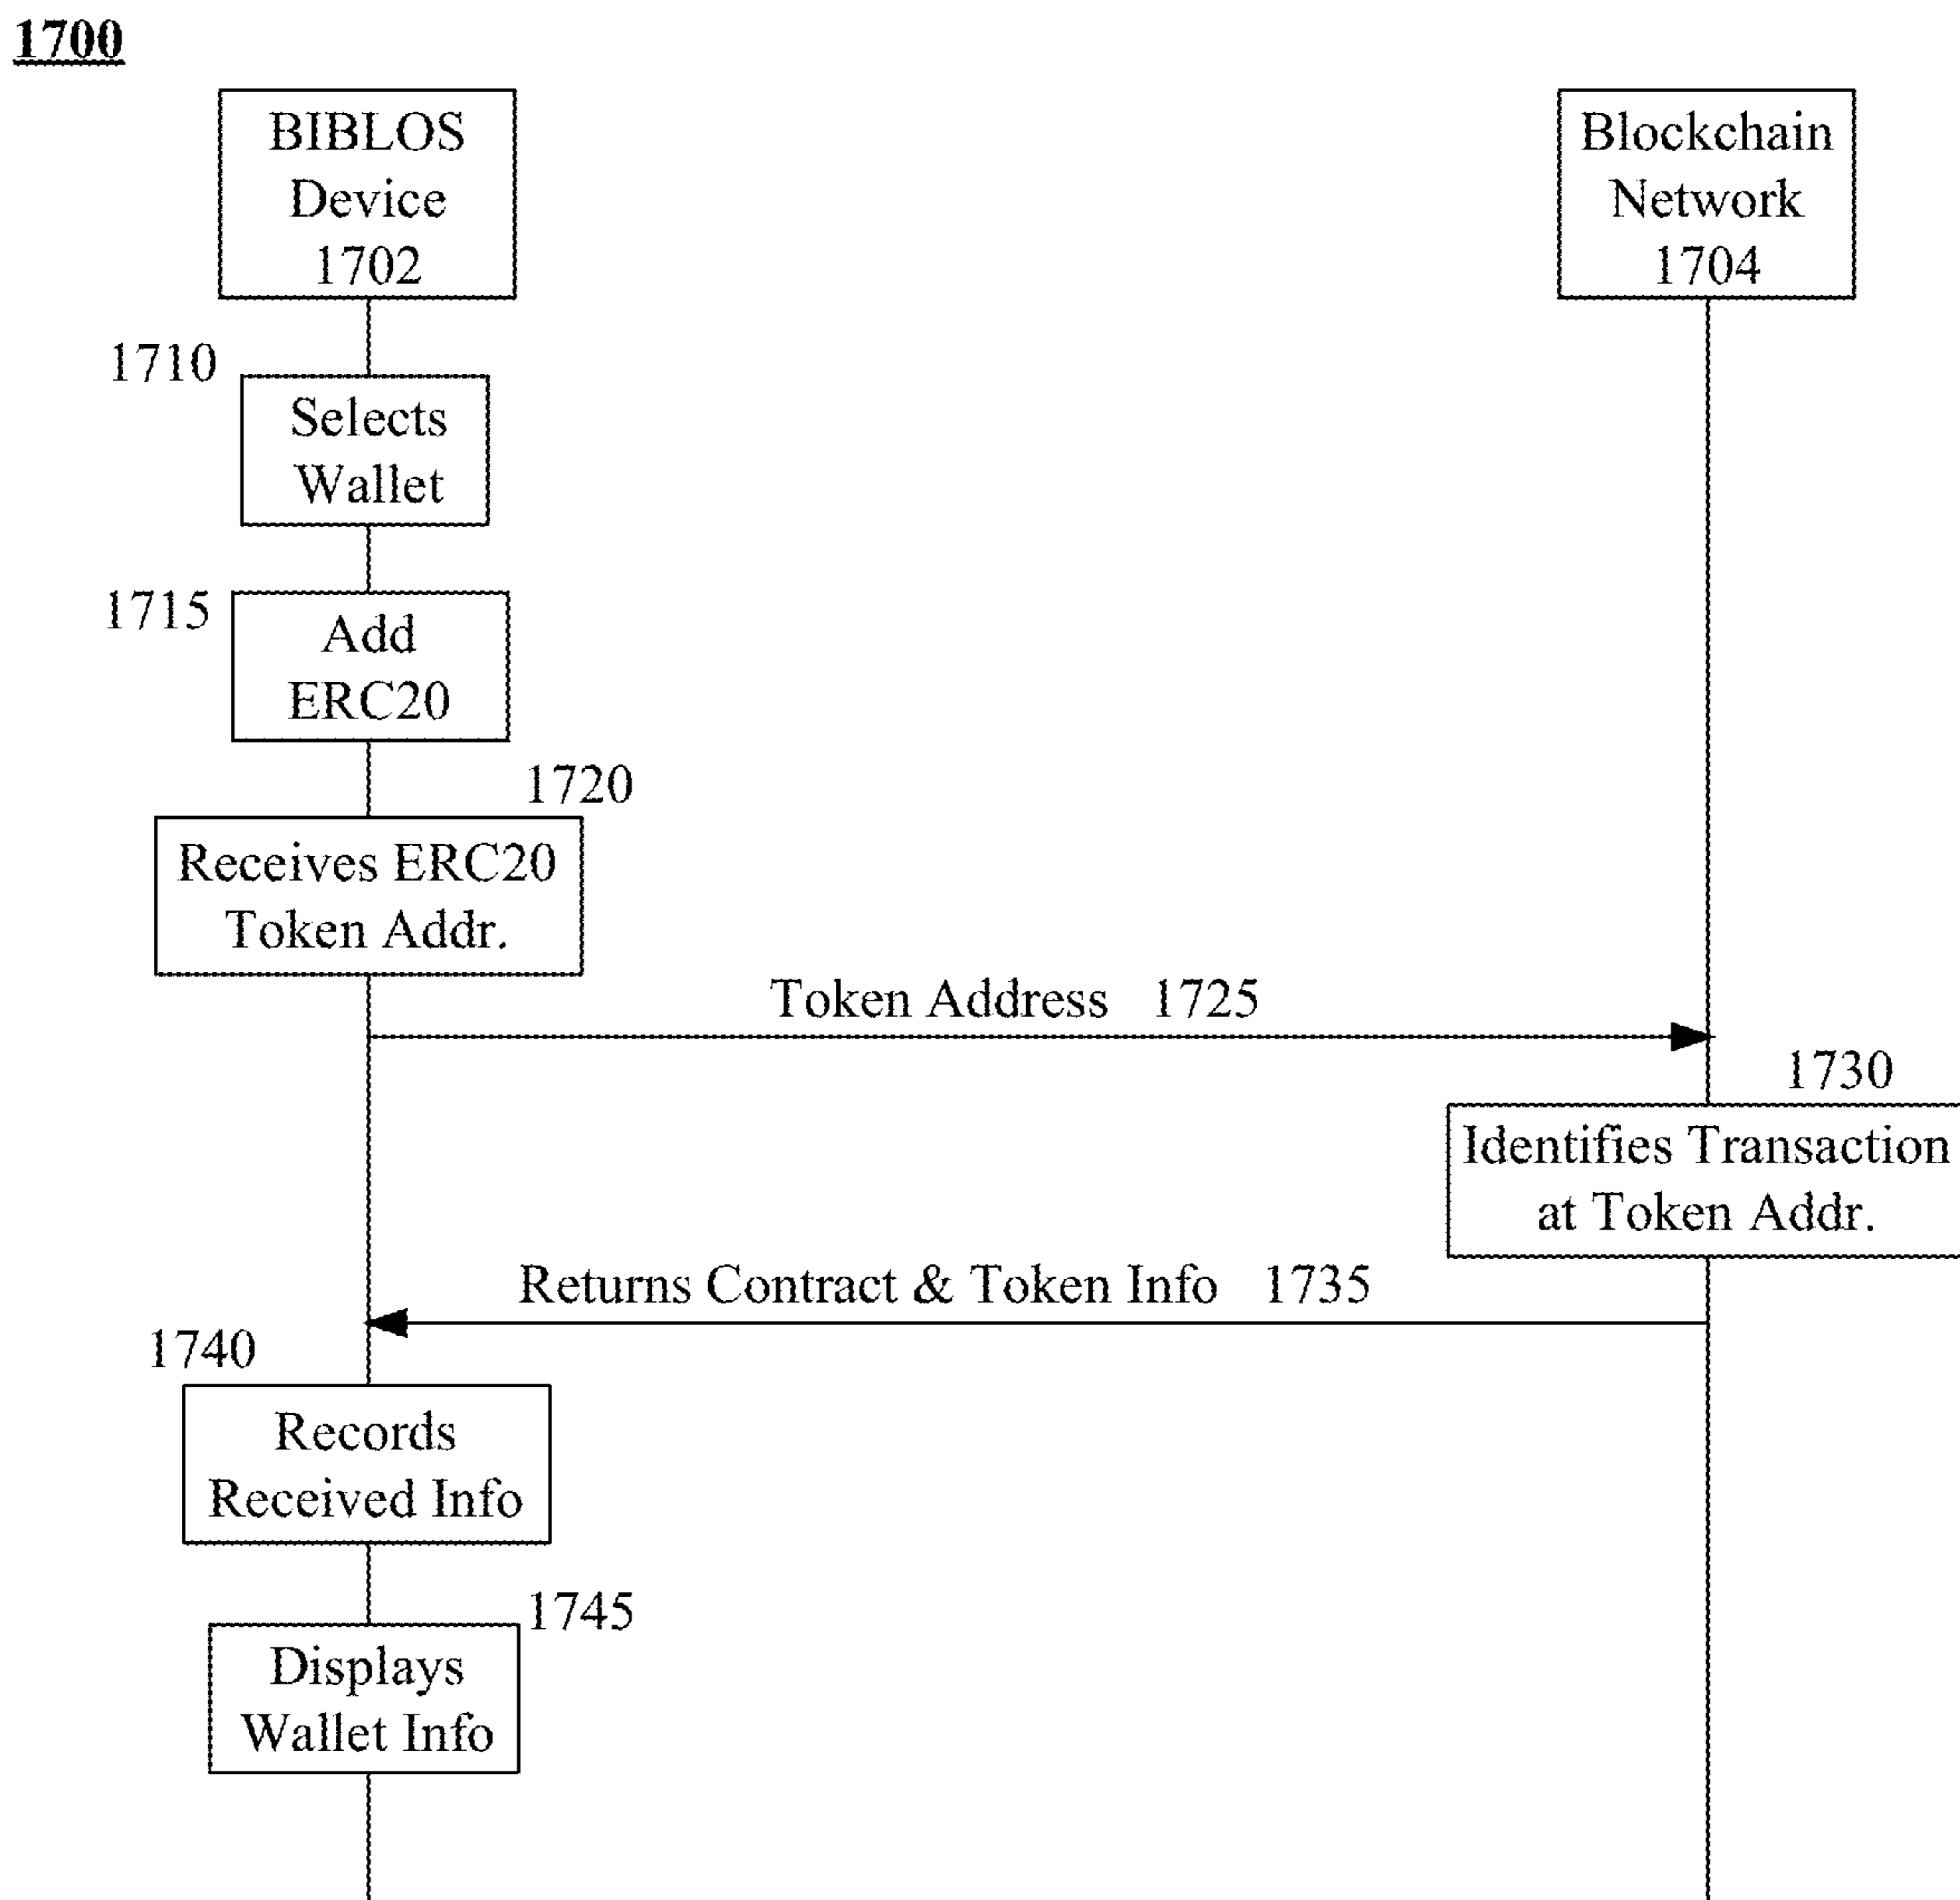 1700
BIBLOS
Device
1702
Blockchain
Network
1704
1710
Selects
Wallet
1715
Add
ERC20
1720
Receives ERC20
Token Addr.
Token Address 1725
1730
Identifies Transaction
at Token Addr.
Returns Contract & Token Info 1735
1740
Records
Received Info
1745
Displays
Wallet Info